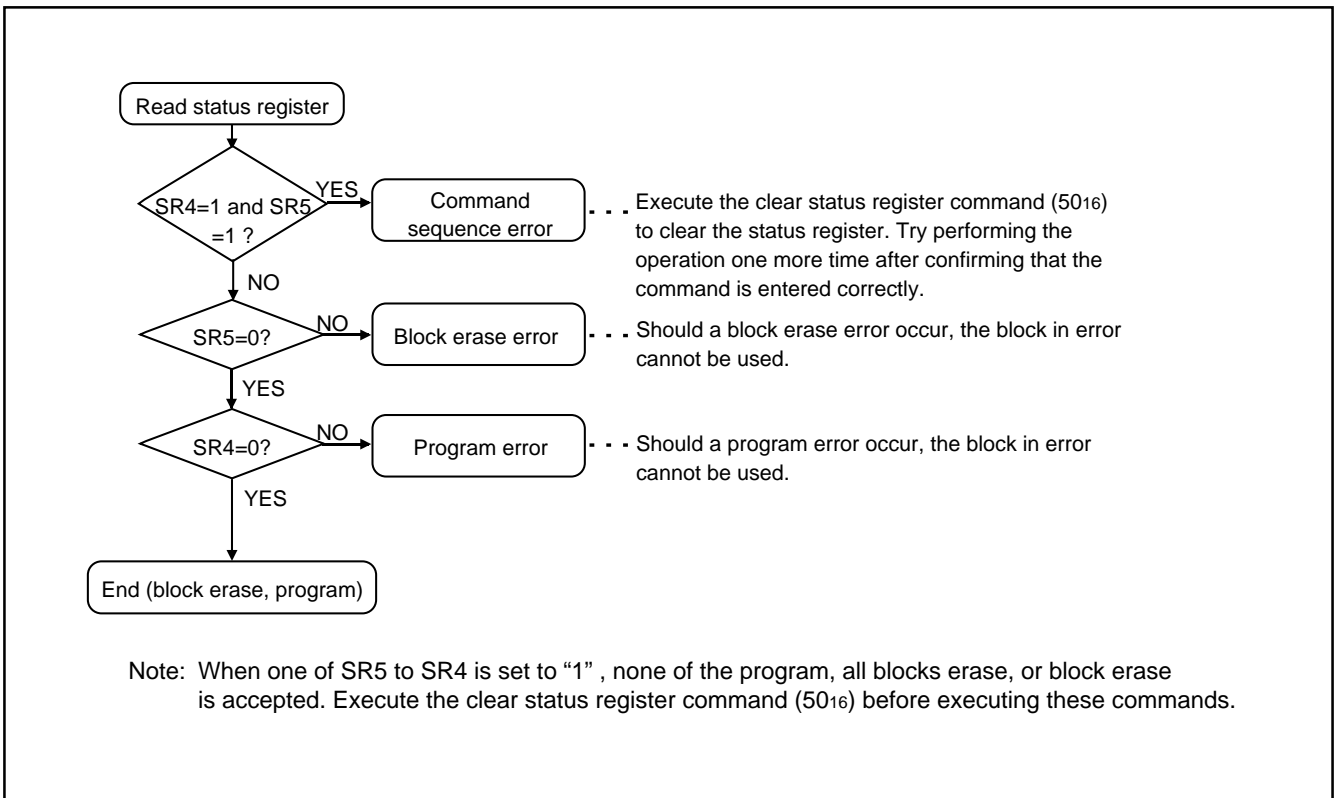 Read status register
SR4=1 and SR5
=1 ?
YES
Command
sequence error
Execute the clear status register command (5016)
to clear the status register. Try performing the
operation one more time after confirming that the
command is entered correctly.
NO
SR5=0?
NO
Block erase error
Should a block erase error occur, the block in error
cannot be used.
YES
SR4=0?
NO
Program error
Should a program error occur, the block in error
cannot be used.
YES
End (block erase, program)
Note: When one of SR5 to SR4 is set to “1” , none of the program, all blocks erase, or block erase
is accepted. Execute the clear status register command (5016) before executing these commands.